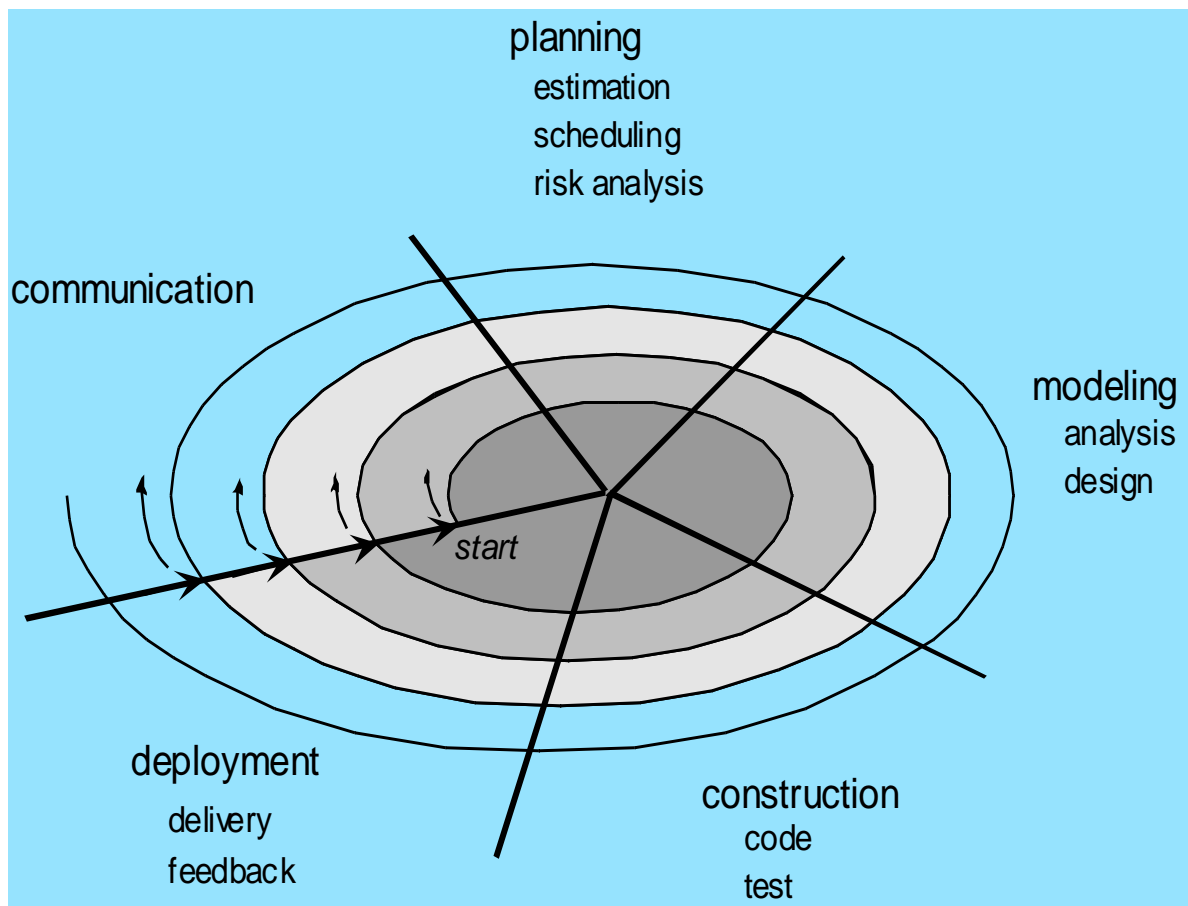 planning
estimation
scheduling
risk analysis
communication
modeling
analysis
design
start
deployment
delivery
feedback
construction
code
test